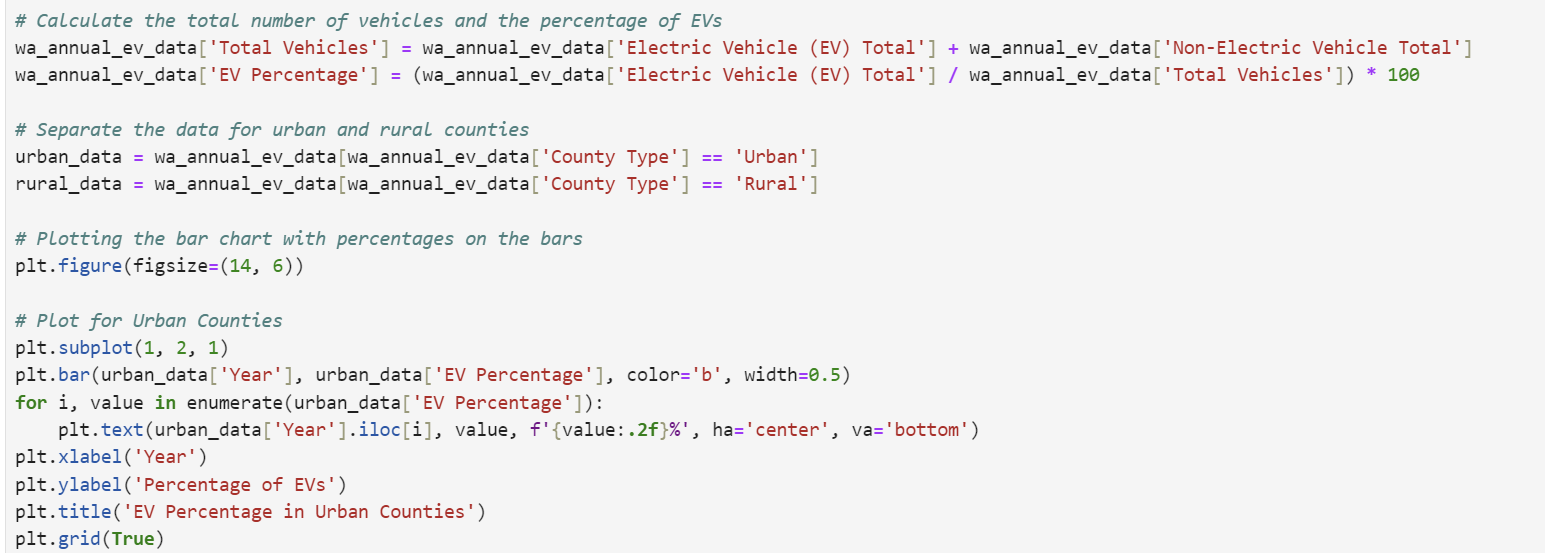 # Calculate the total number of vehicles and the percentage of EVs
wa_annual_ev_data['Total Vehicles'] = wa_annual_ev_data['Electric Vehicle (EV) Total'] + wa_annual_ev_data['Non-Electric Vehicle Total']
wa_annual_ev_data['EV Percentage'] = (wa_annual_ev_data['Electric Vehicle (EV) Total'] / wa_annual_ev_data['Total Vehicles']) * 100

# Separate the data for urban and rural counties
urban_data = wa_annual_ev_data[wa_annual_ev_data['County Type'] == 'Urban']
rural_data = wa_annual_ev_data[wa_annual_ev_data['County Type'] == 'Rural']

# Plotting the bar chart with percentages on the bars
plt.figure(figsize=(14, 6))

# Plot for Urban Counties
plt.subplot(1, 2, 1)
plt.bar(urban_data['Year'], urban_data['EV Percentage'], color='b', width=0.5)
for i, value in enumerate(urban_data['EV Percentage']):
    plt.text(urban_data['Year'].iloc[i], value, f'{value:.2f}%', ha='center', va='bottom')
plt.xlabel('Year')
plt.ylabel('Percentage of EVs')
plt.title('EV Percentage in Urban Counties')
plt.grid(True)